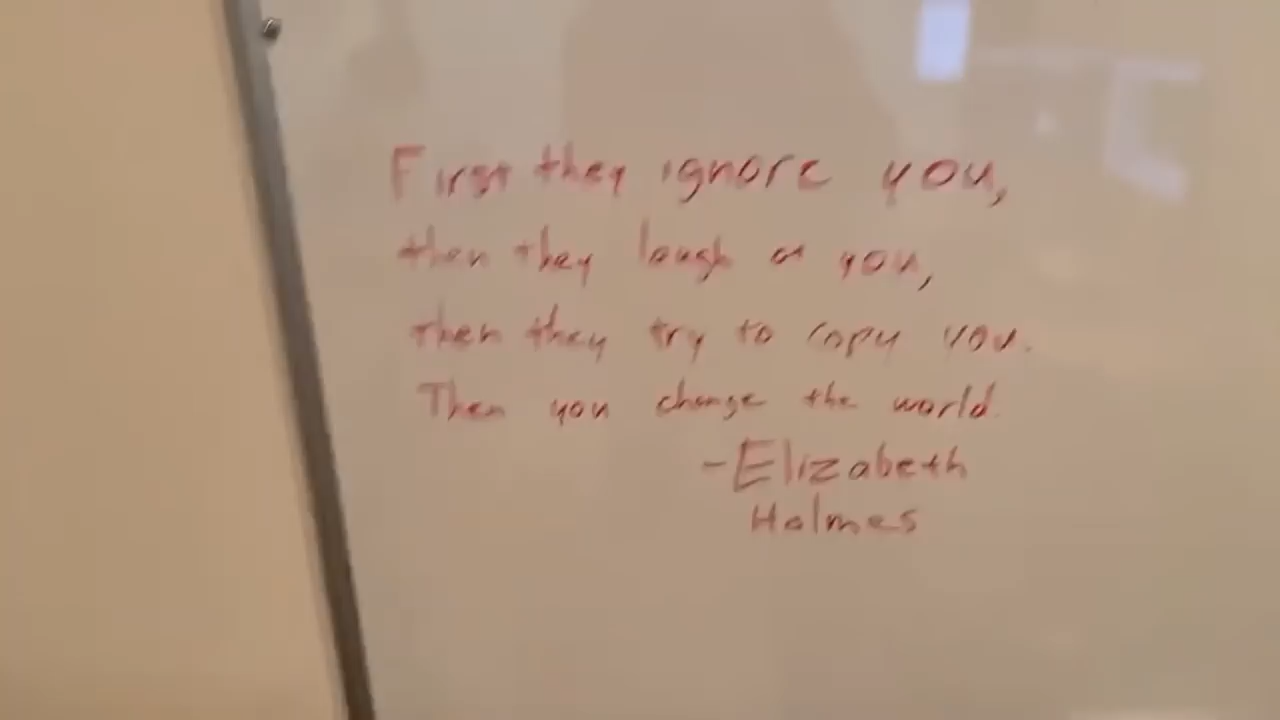 First they ignore you,
then they laugh at you,
then they try to copy you.
Then you change the world.
-Elizabeth
Holmes